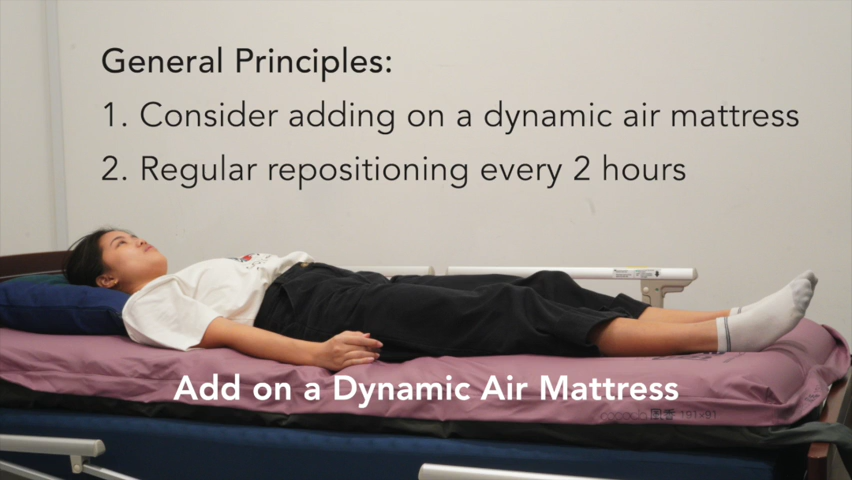 General Principles:
1. Consider adding on a dynamic air mattress
2. Regular repositioning every 2 hours
Add on a Dynamic Air Mattress
191991